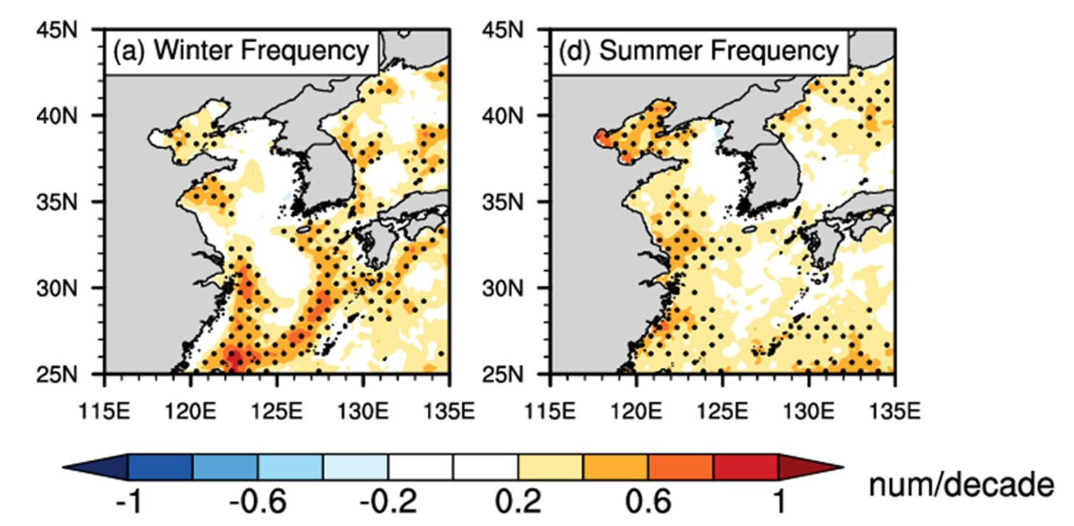 (a) Winter Frequency
45N
40N
35N
30N
25N
115E 120E 125E 130E 135E
(d) Summer Frequency
45N
40N
35N
30N
25N
115E 120E 125E 130E 135E
-1 -0.6 -0.2 0.2 0.6 1
num/decade